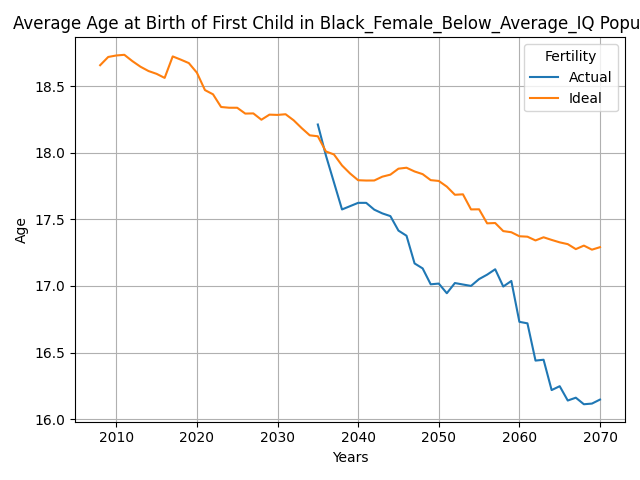 Average Age at Birth of First Child in Black_Female_Below_Average_IQ Popu
Fertility
Actual
Ideal
18.5
18.0
17.5
17.0
16.5
16.0
Age
2010 2020 2030 2040 2050 2060 2070
Years